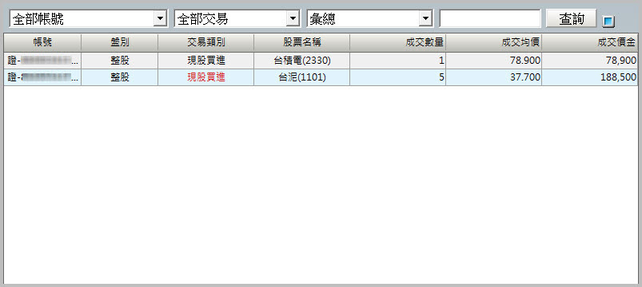 全部帳號 全部交易 彙總 查詢
帳號 盤別 交易類別 股票名稱 成交數量 成交均價 成交價金
證- ... 整股 現股買進 台積電(2330) 1 78.900 78,900
證- ... 整股 現股買進 台泥(1101) 5 37.700 188,500